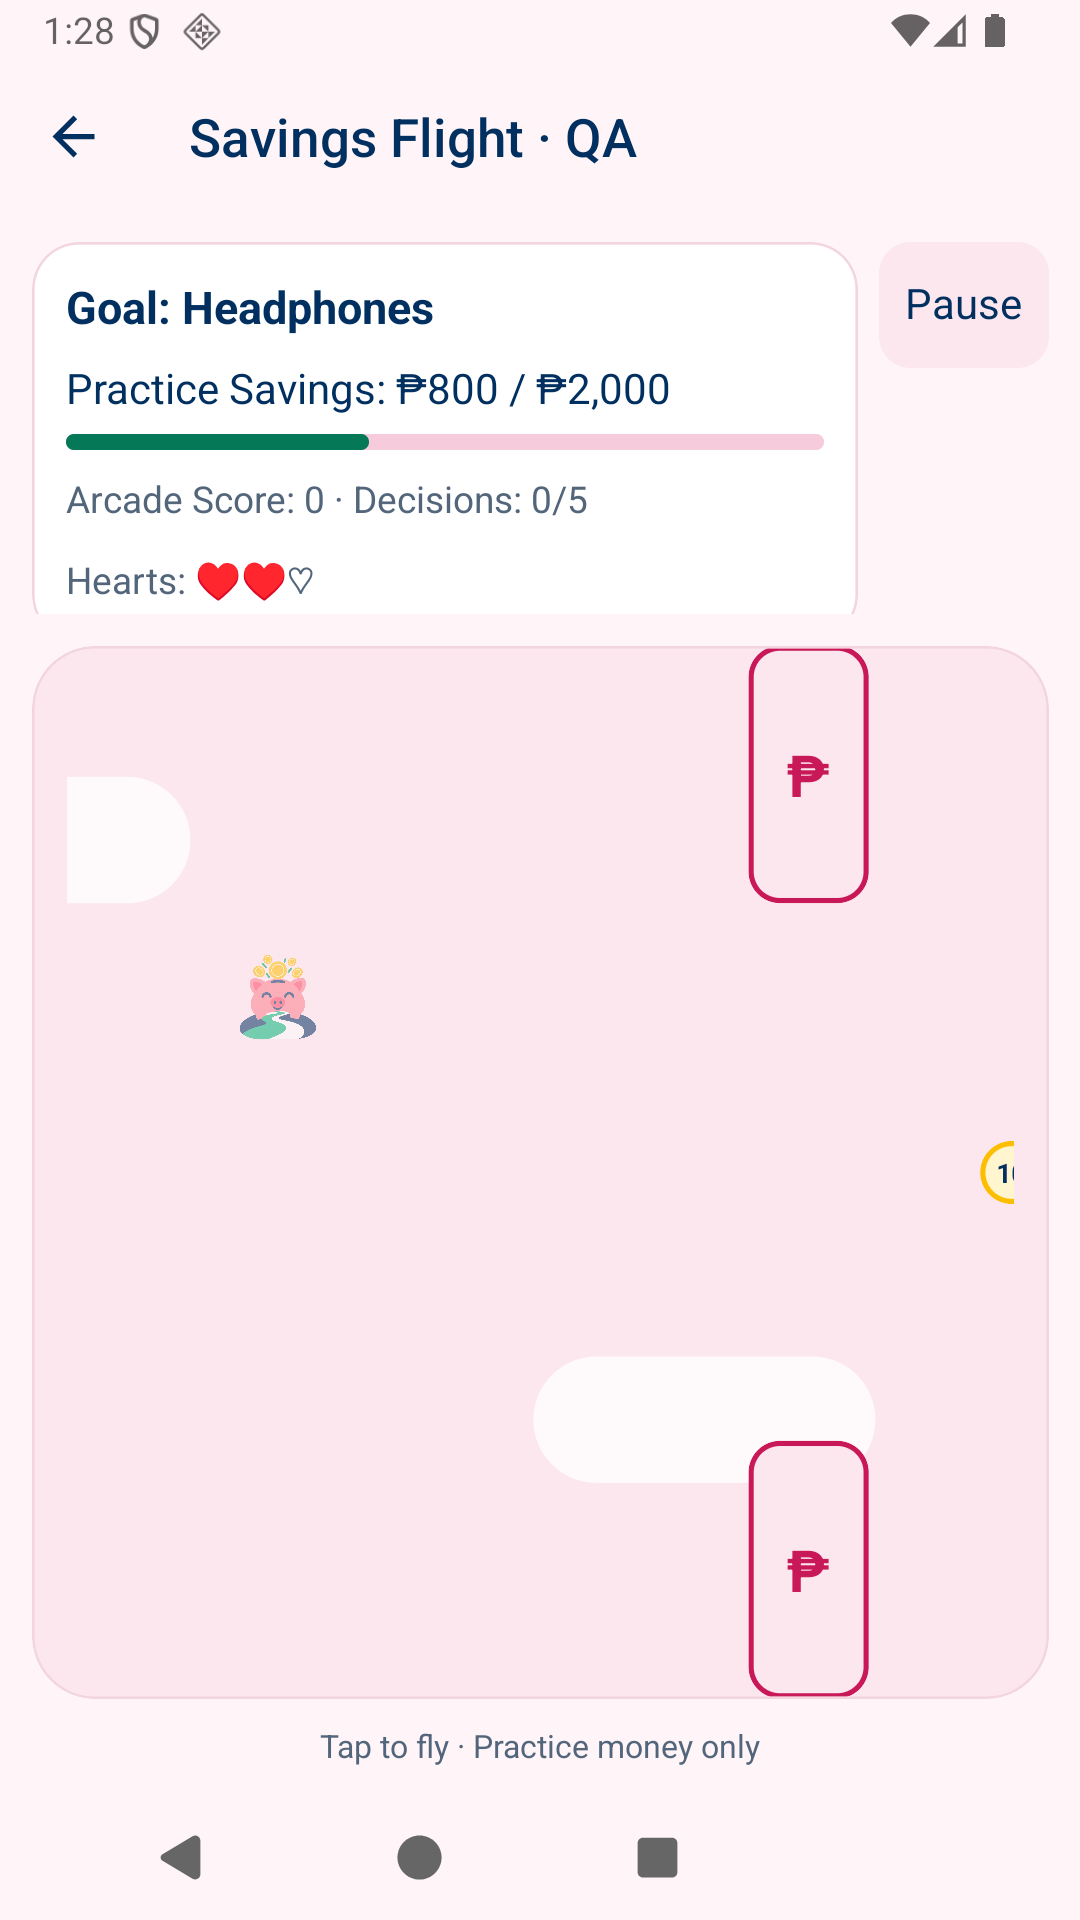 1:28
Savings Flight · QA
Goal: Headphones
Pause
Practice Savings: ₱800 / ₱2,000
Arcade Score: 0 · Decisions: 0/5
Hearts: ❤️❤️♡
₱
₱
Tap to fly · Practice money only